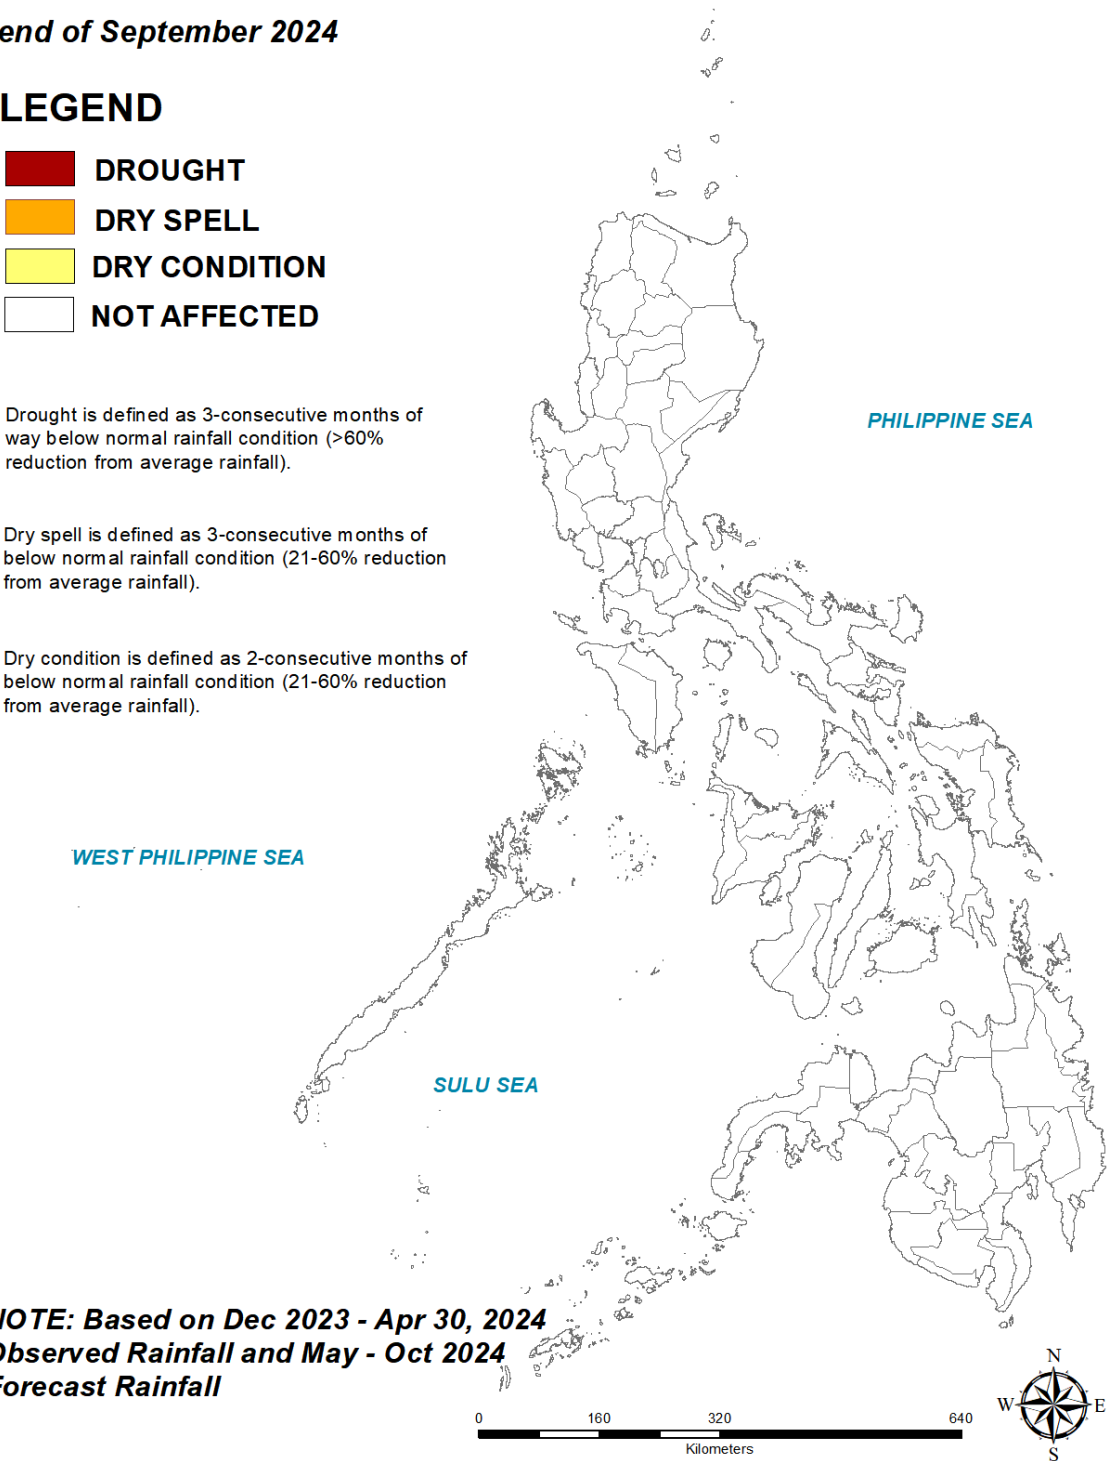 end of September 2024
LEGEND
DROUGHT
DRY SPELL
DRY CONDITION
NOT AFFECTED
Drought is defined as 3-consecutive months of
way below normal rainfall condition (>60%
reduction from average rainfall).
Dry spell is defined as 3-consecutive months of
below normal rainfall condition (21-60% reduction
from average rainfall).
Dry condition is defined as 2-consecutive months of
below normal rainfall condition (21-60% reduction
from average rainfall).
PHILIPPINE SEA
WEST PHILIPPINE SEA
SULU SEA
NOTE: Based on Dec 2023 - Apr 30, 2024
Observed Rainfall and May - Oct 2024
Forecast Rainfall
0 160 320 640
Kilometers
N
W E
S